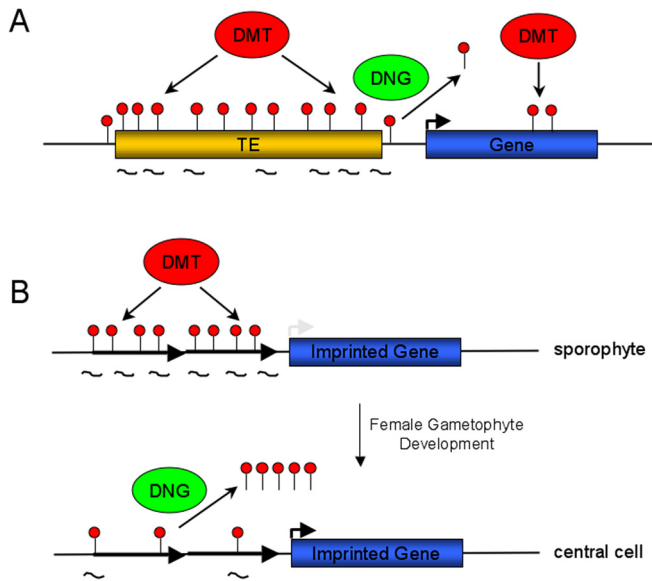 A
DMT
DMT
DNG
TE
Gene
DMT
B
Imprinted Gene
sporophyte
Female Gametophyte
Development
DNG
Imprinted Gene
central cell